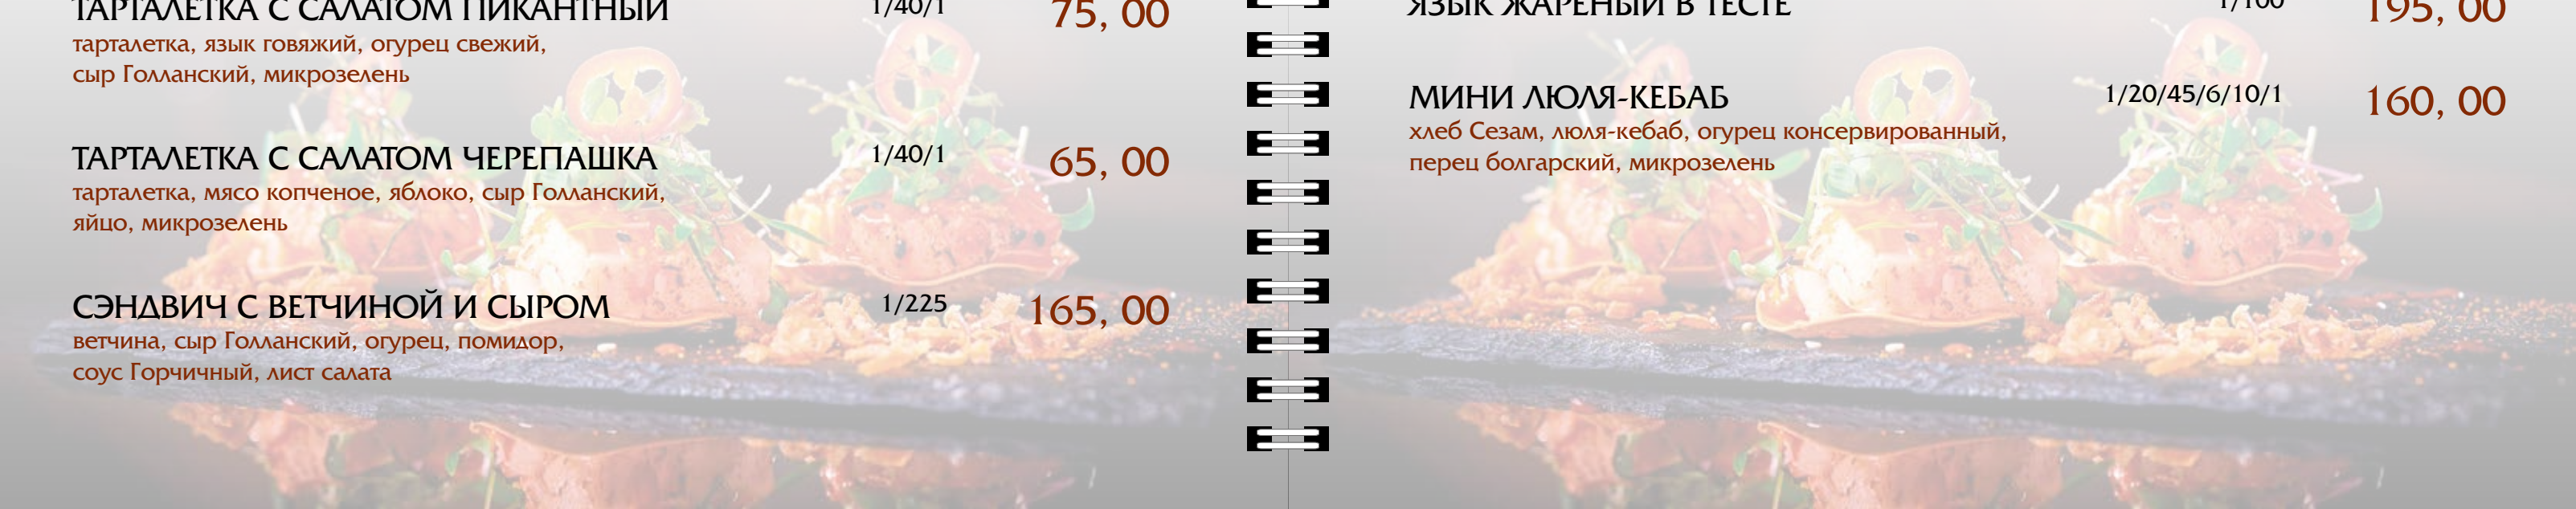 ТАРТАЛЕТКА С САЛАТОМ ПИКАНТНЫЙ 1/40/1 75, 00
тарталетка, язык говяжий, огурец свежий,
сыр Голланский, микрозелень
ТАРТАЛЕТКА С САЛАТОМ ЧЕРЕПАШКА 1/40/1 65, 00
тарталетка, мясо копченое, яблоко, сыр Голланский,
яйцо, микрозелень
СЭНДВИЧ С ВЕТЧИНОЙ И СЫРОМ 1/225 165, 00
ветчина, сыр Голланский, огурец, помидор,
соус Горчичный, лист салата
ЯЗЫК ЖАРЕНЫЙ В ТЕСТЕ 1/100 195, 00
МИНИ ЛЮЛЯ-КЕБАБ 1/20/45/6/10/1 160, 00
хлеб Сезам, люля-кебаб, огурец консервированный,
перец болгарский, микрозелень